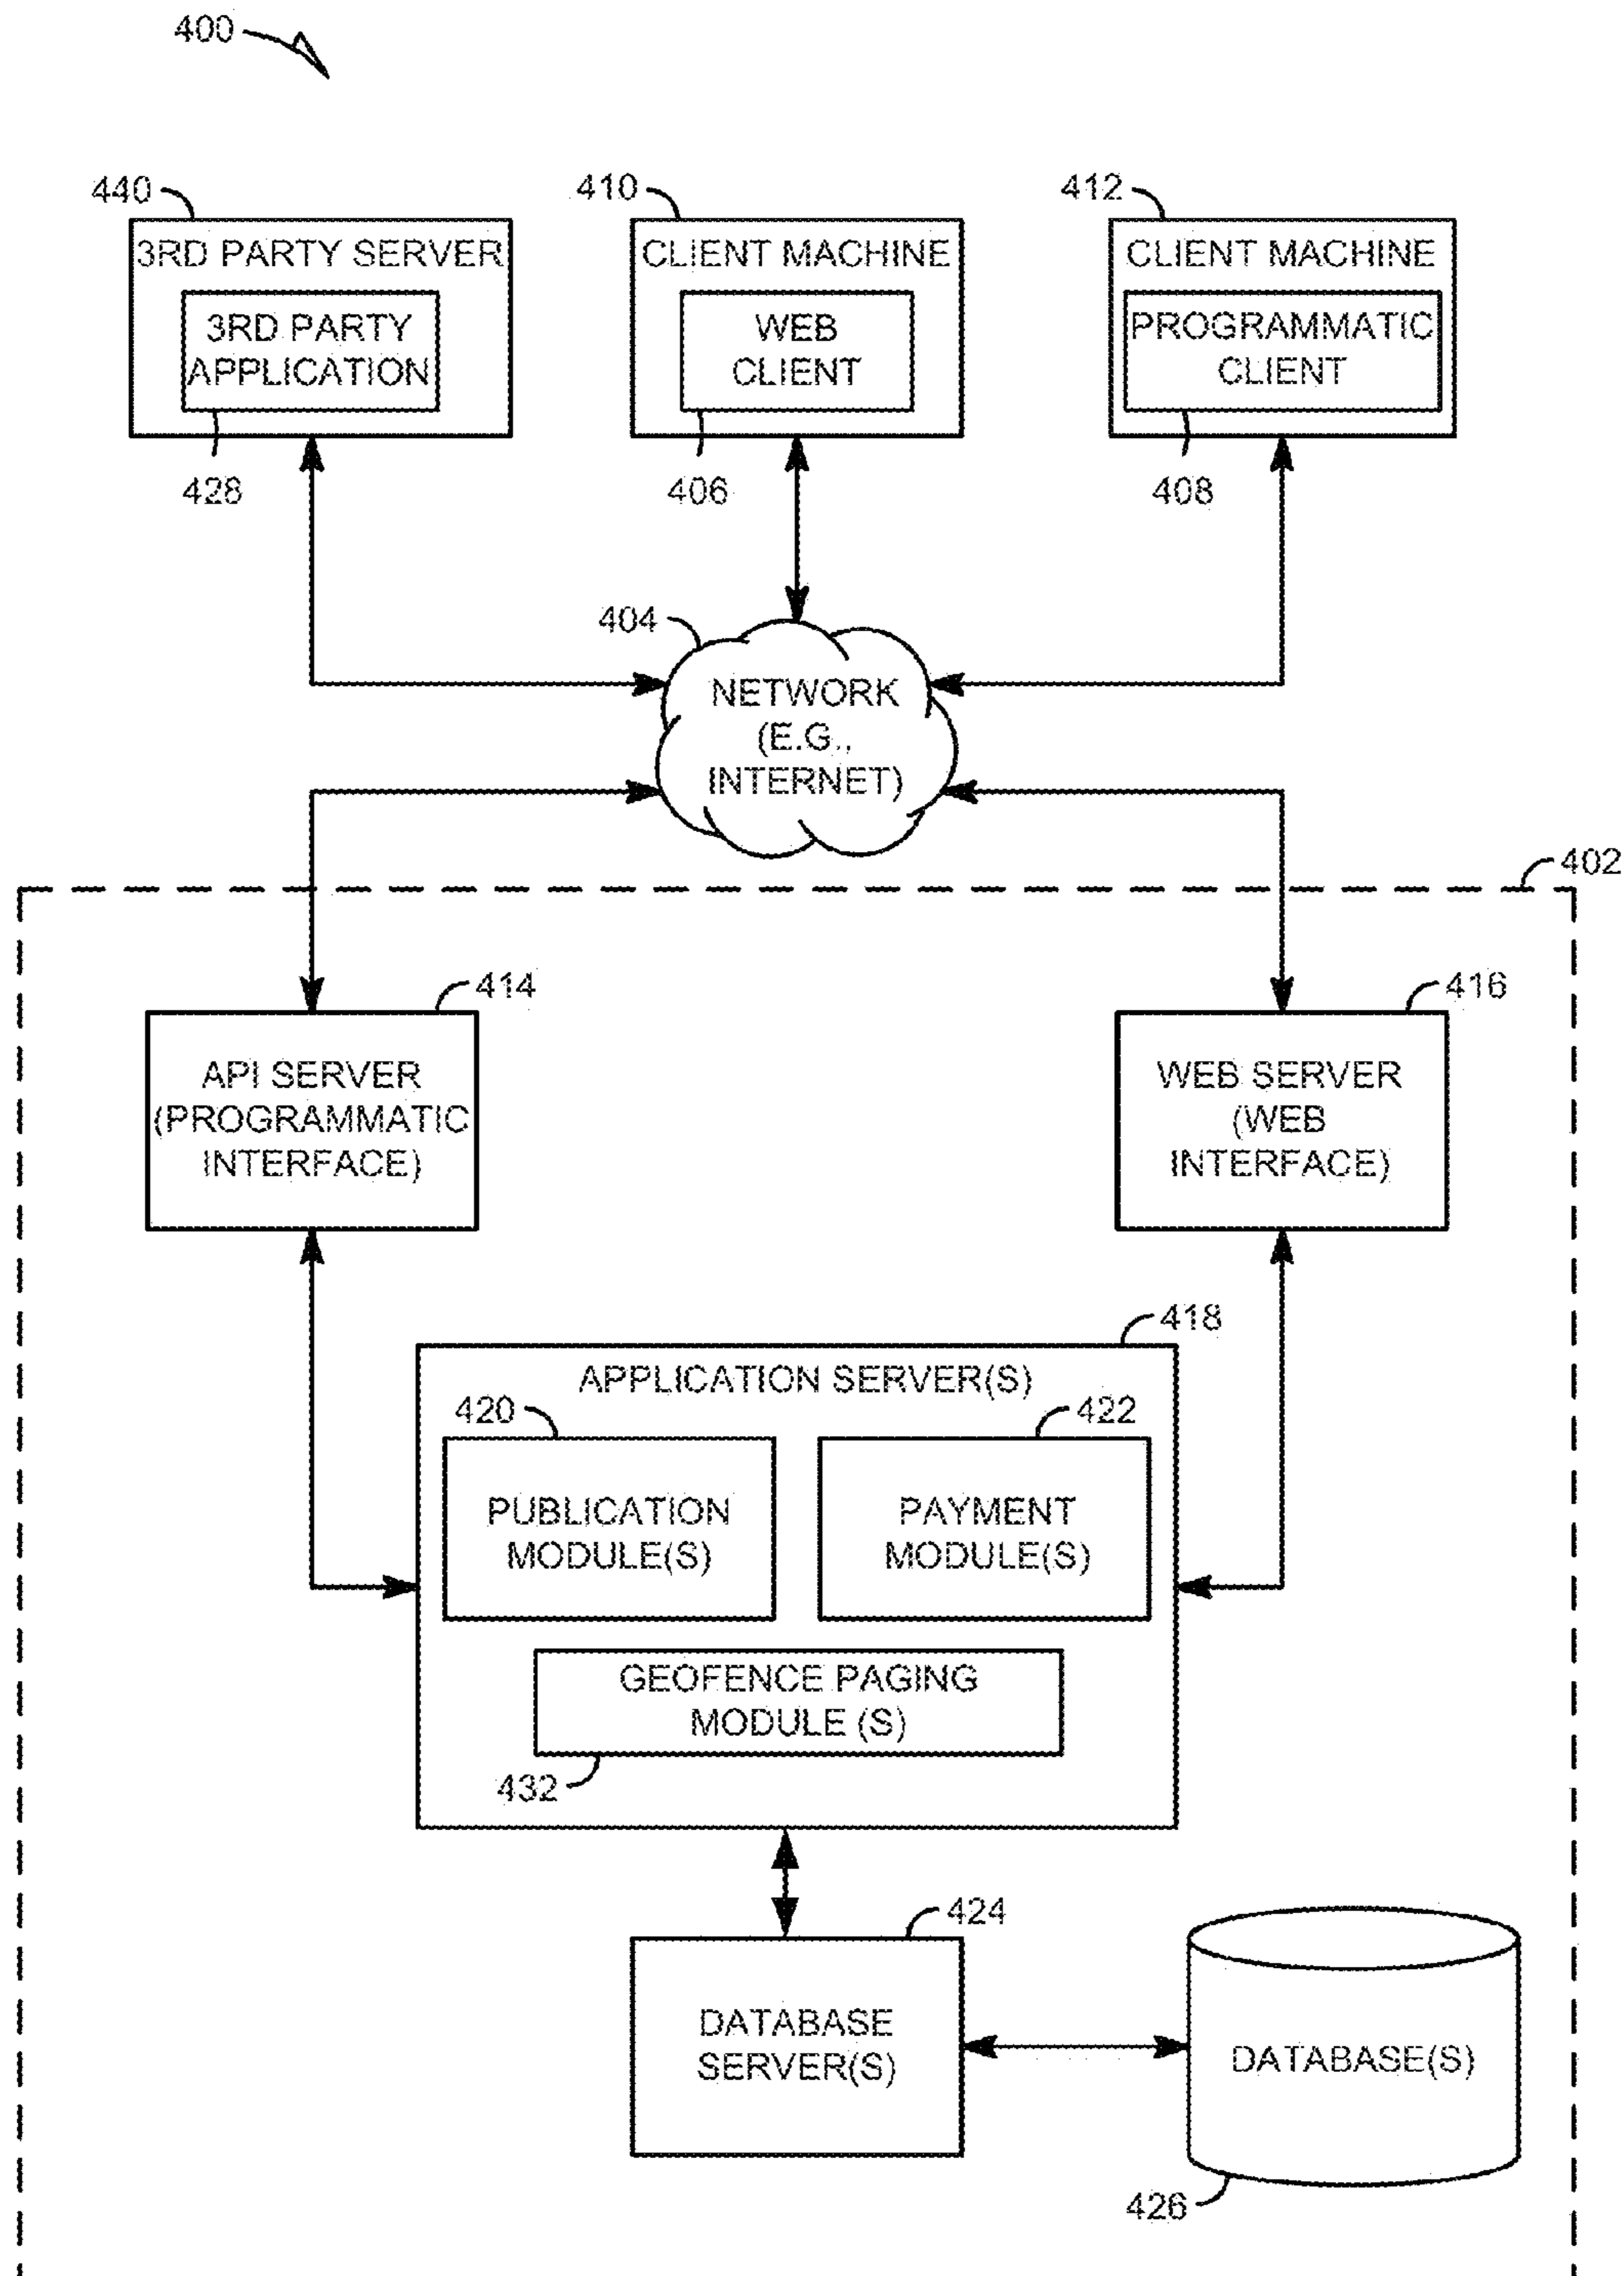 400
440
410
412
3RD PARTY SERVER
CLIENT MACHINE
CLIENT MACHINE
3RD PARTY
APPLICATION
WEB
CLIENT
PROGRAMMATIC
CLIENT
428
406
408
404
NETWORK
(E.G.,
INTERNET)
402
414
416
API SERVER
(PROGRAMMATIC
INTERFACE)
WEB SERVER
(WEB
INTERFACE)
418
APPLICATION SERVER(S)
420
422
PUBLICATION
MODULE(S)
PAYMENT
MODULE(S)
GEOFENCE PAGING
MODULE (S)
432
424
DATABASE
SERVER(S)
DATABASE(S)
426